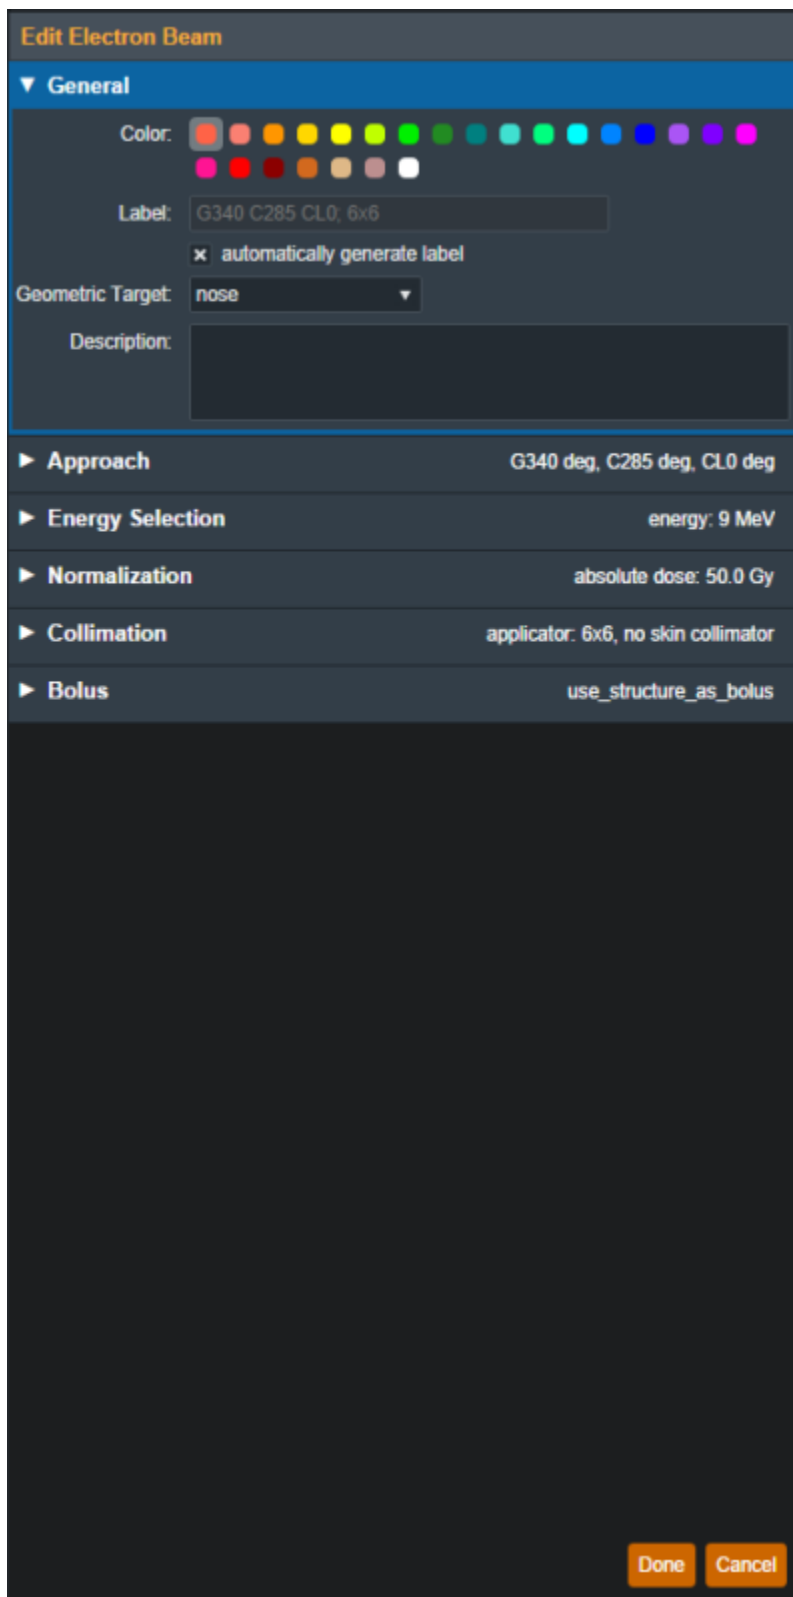 Edit Electron Beam
General
Color:
Label: G340 C285 CL0; 6x6
automatically generate label
Geometric Target: nose
Description:
Approach G340 deg, C285 deg, CL0 deg
Energy Selection energy: 9 MeV
Normalization absolute dose: 50.0 Gy
Collimation applicator: 6x6, no skin collimator
Bolus use_structure_as_bolus
Done Cancel